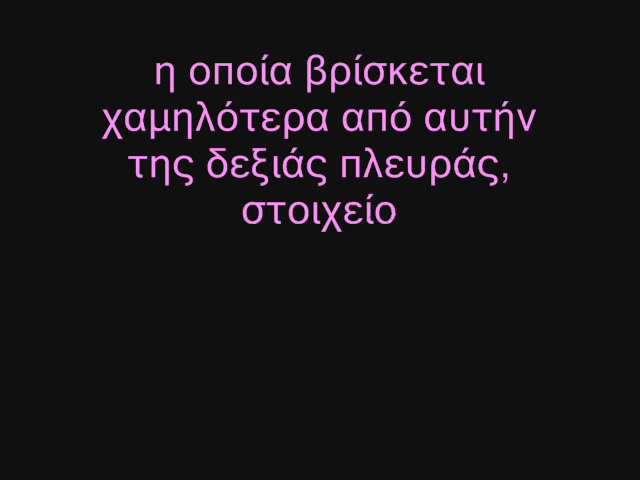 η οποία βρίσκεται
χαμηλότερα από αυτήν
της δεξιάς πλευράς,
στοιχείο